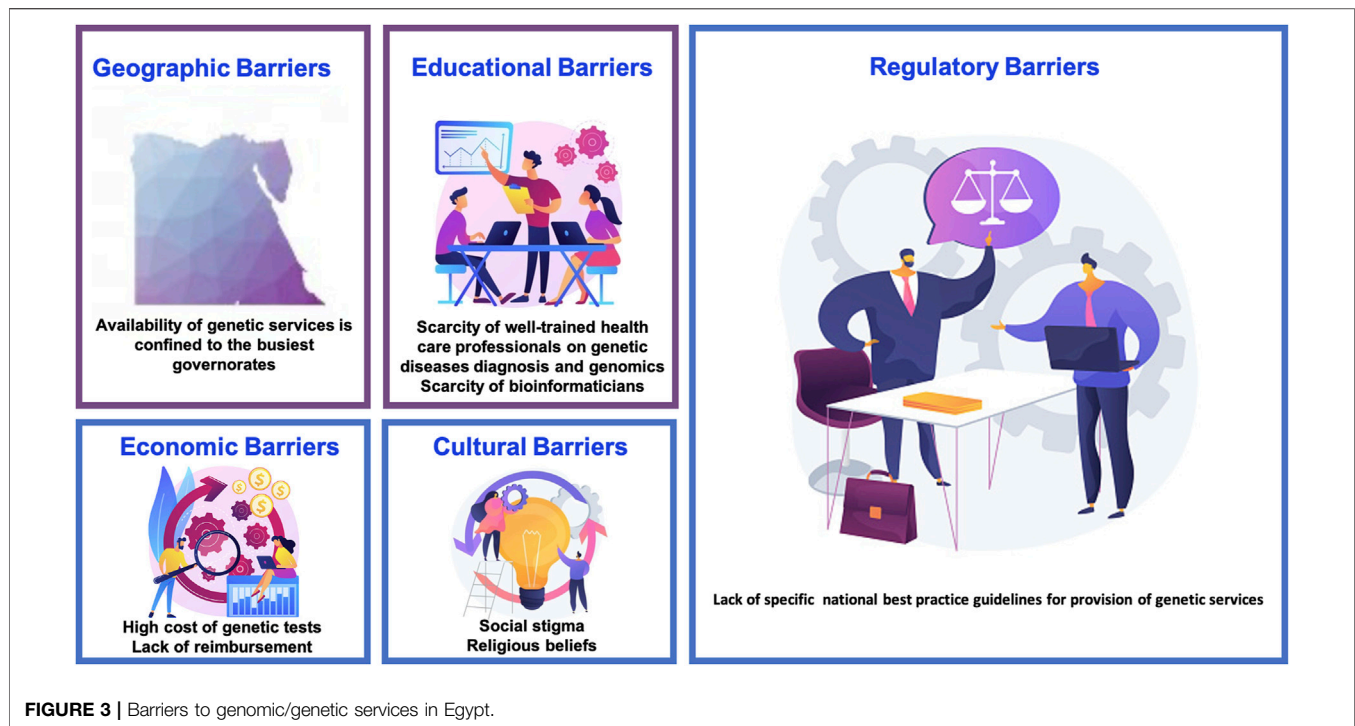 Geographic Barriers
Availability of genetic services is
confined to the busiest
governorates
Educational Barriers
Scarcity of well-trained health
care professionals on genetic
diseases diagnosis and genomics
Scarcity of bioinformaticians
Regulatory Barriers
Lack of specific national best practice guidelines for provision of genetic services
Economic Barriers
$
$
$
$
High cost of genetic tests
Lack of reimbursement
Cultural Barriers
Social stigma
Religious beliefs
FIGURE 3 | Barriers to genomic/genetic services in Egypt.